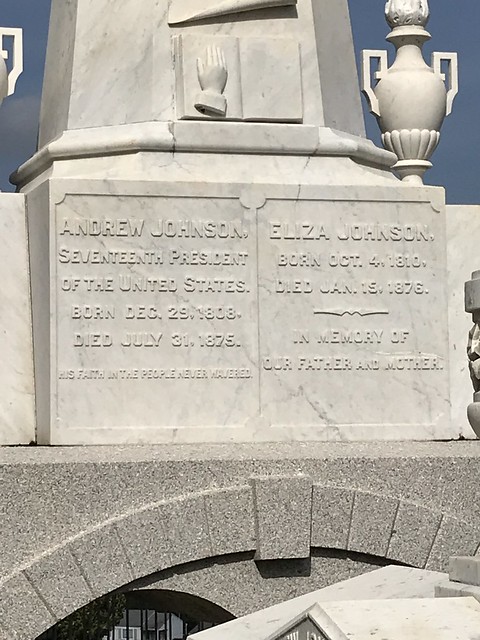 ANDREW JOHNSON,
SEVENTEENTH PRESIDENT
OF THE UNITED STATES.
BORN DEC. 29, 1808,
DIED JULY 31, 1875.
HIS FAITH IN THE PEOPLE NEVER WAVERED.
ELIZA JOHNSON,
BORN OCT. 4, 1810,
DIED JAN. 15, 1876.
IN MEMORY OF
OUR FATHER AND MOTHER.